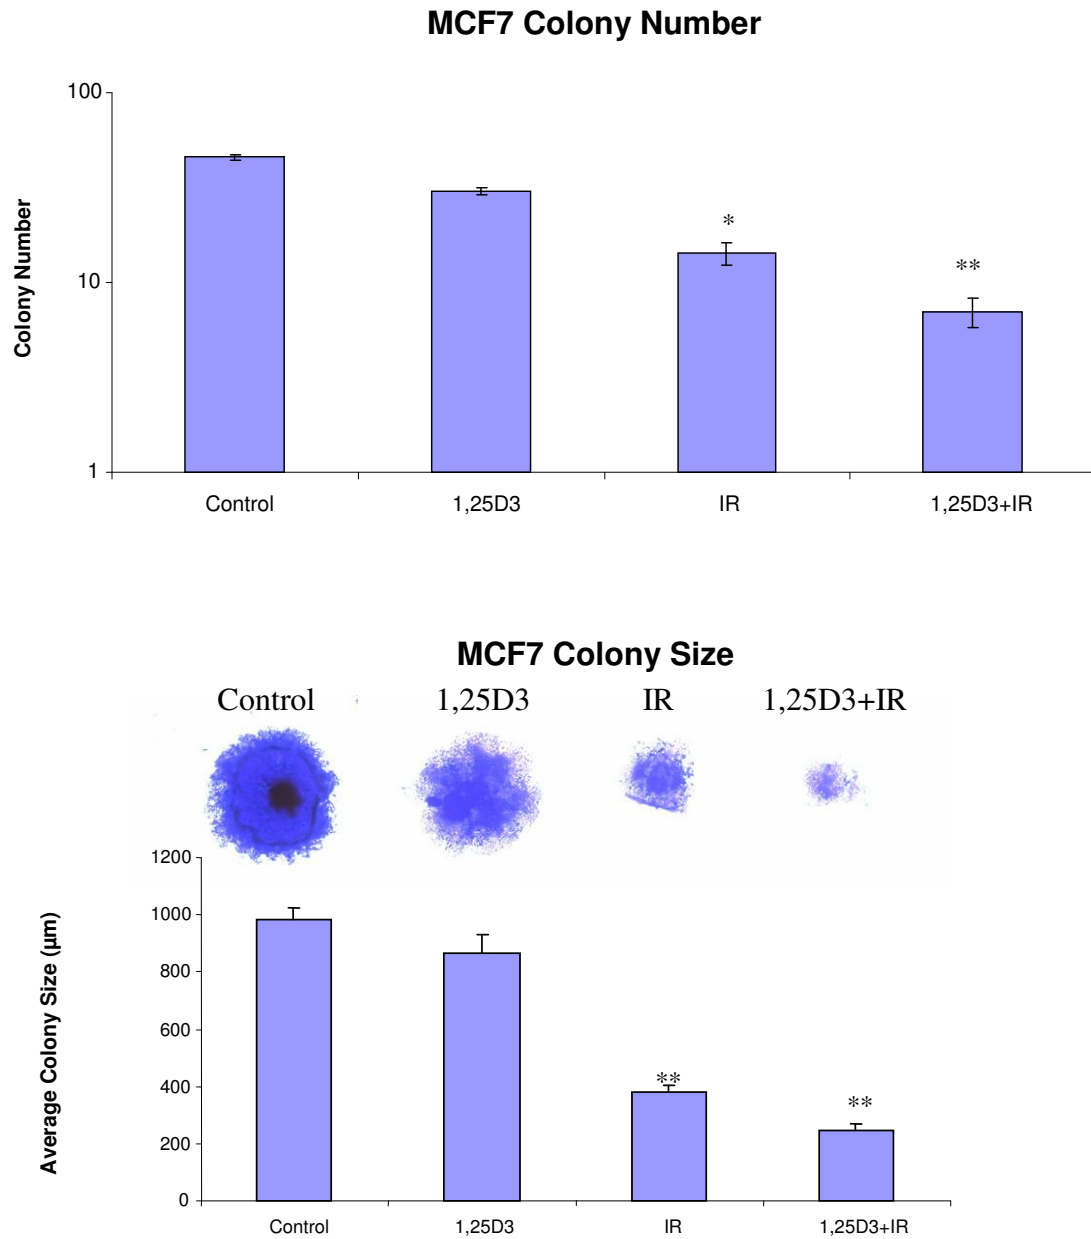 MCF7 Colony Number
100
10
1
Colony Number
*
**
Control 1,25D3 IR 1,25D3+IR
MCF7 Colony Size
Control 1,25D3 IR 1,25D3+IR
1200
1000
800
600
400
200
0
Average Colony Size (µm)
**
**
Control 1,25D3 IR 1,25D3+IR